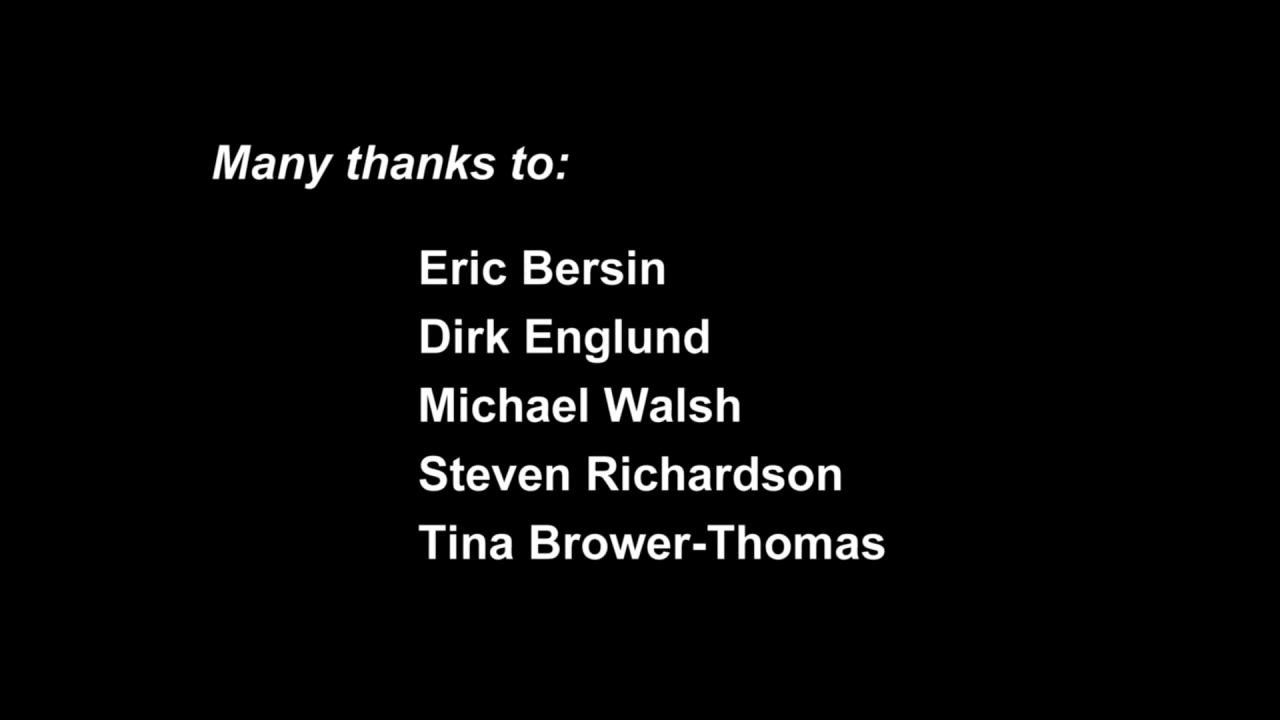 Many thanks to:
Eric Bersin
Dirk Englund
Michael Walsh
Steven Richardson
Tina Brower-Thomas